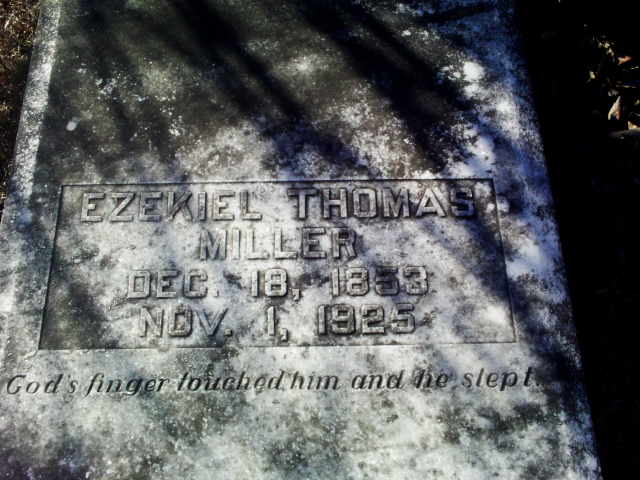 EZEKIEL THOMAS
MILLER
DEC. 18, 1853
NOV. 1, 1925
God's finger touched him and he slept.